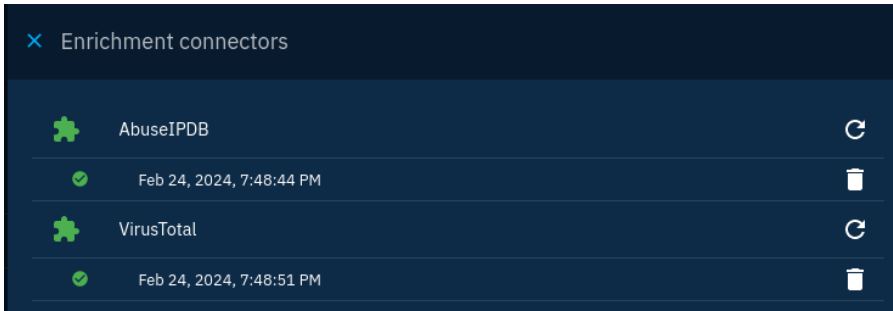 Enrichment connectors
AbuseIPDB
Feb 24, 2024, 7:48:44 PM
VirusTotal
Feb 24, 2024, 7:48:51 PM